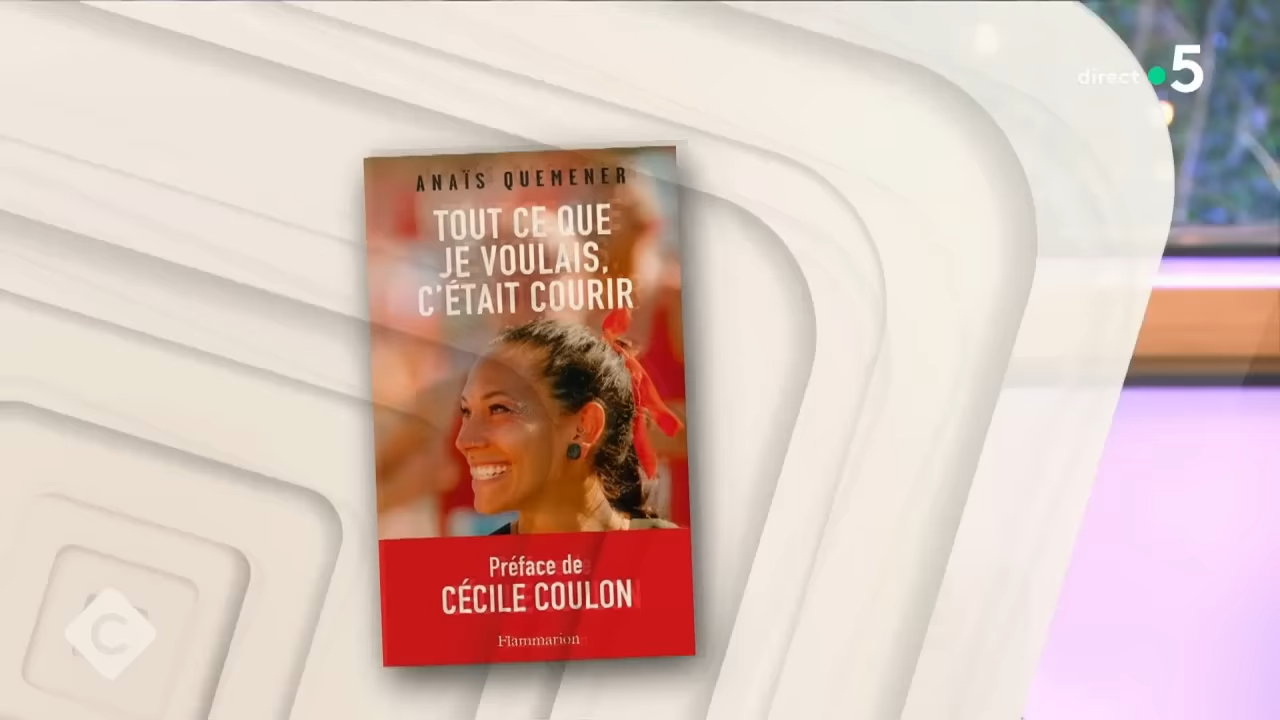 direct 5
ANAÏS QUEMENER
TOUT CE QUE
JE VOULAIS,
C'ÉTAIT COURIR
Préface de
CÉCILE COULON
Flammarion
C